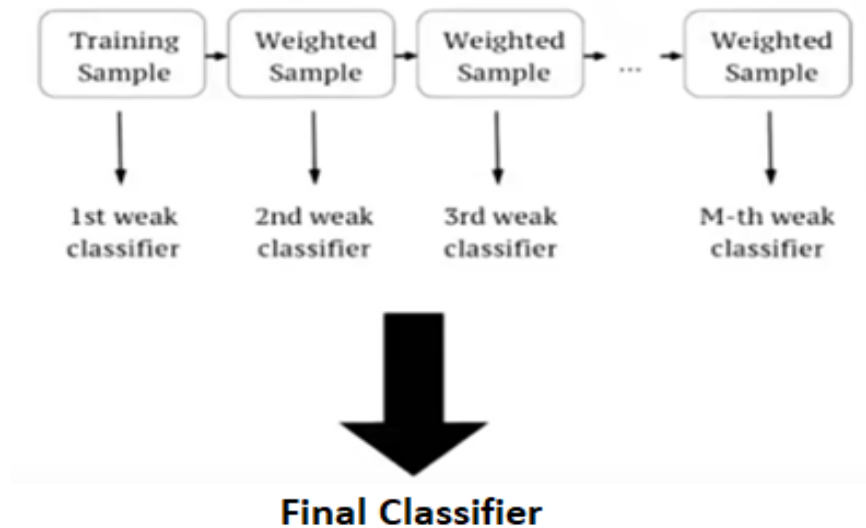 Training
Sample
Weighted
Sample
Weighted
Sample
...
Weighted
Sample
1st weak
classifier
2nd weak
classifier
3rd weak
classifier
M-th weak
classifier
Final Classifier